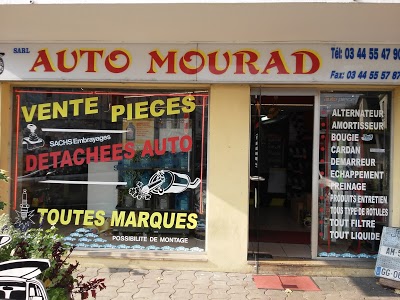 SARL
AUTO MOURAD
Tél: 03 44 55 47 90
Fax: 03 44 55 57 87
VENTE PIECES
SACHS Embrayages
DETACHEES AUTO
TOUTES MARQUES
POSSIBILITE DE MONTAGE
ALTERNATEUR
AMORTISSEUR
BOUGIE
CARDAN
DEMARREUR
ECHAPPEMENT
FREINAGE
PRODUITS ENTRETIEN
TOUS TYPE DE ROTULES
TOUT FILTRE
TOUT LIQUIDE